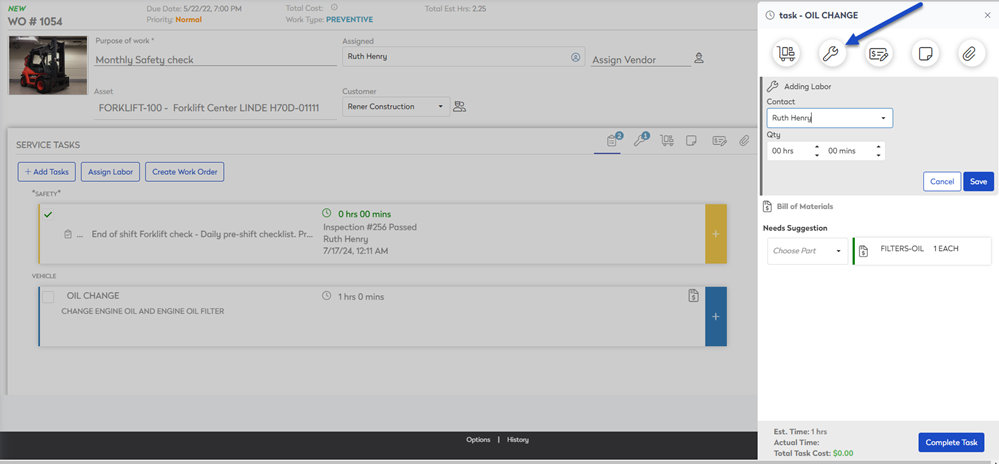 NEW
WO # 1054
Due Date: 5/22/22, 7:00 PM
Priority: Normal
Total Cost:
Work Type: PREVENTIVE
Total Est Hrs: 2.25
Purpose of work *
Monthly Safety check
Assigned
Ruth Henry
Assign Vendor
Asset
FORKLIFT-100 - Forklift Center LINDE H70D-01111
Customer
Rener Construction
SERVICE TASKS
2
1
+ Add Tasks
Assign Labor
Create Work Order
*SAFETY*
0 hrs 00 mins
... End of shift Forklift check - Daily pre-shift checklist. Pr...
Inspection #256 Passed
Ruth Henry
7/17/24, 12:11 AM
+
VEHICLE
OIL CHANGE
1 hrs 0 mins
CHANGE ENGINE OIL AND ENGINE OIL FILTER
+
Options | History
task - OIL CHANGE
×
Adding Labor
Contact
Ruth Henry
Qty
00 hrs
00 mins
Cancel
Save
Bill of Materials
Needs Suggestion
Choose Part
FILTERS-OIL 1 EACH
Est. Time: 1 hrs
Actual Time:
Total Task Cost: $0.00
Complete Task